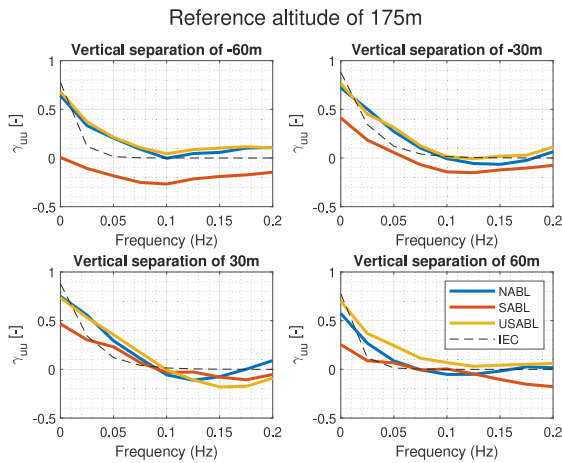 Reference altitude of 175m
Vertical separation of -60m
1
0.5
0
-0.5
γuu [-]
0
0.05
0.1
0.15
0.2
Frequency (Hz)
Vertical separation of -30m
1
0.5
0
-0.5
γuu [-]
0
0.05
0.1
0.15
0.2
Frequency (Hz)
Vertical separation of 30m
1
0.5
0
-0.5
γuu [-]
0
0.05
0.1
0.15
0.2
Frequency (Hz)
Vertical separation of 60m
1
0.5
0
-0.5
γuu [-]
NABL
SABL
USABL
IEC
0
0.05
0.1
0.15
0.2
Frequency (Hz)